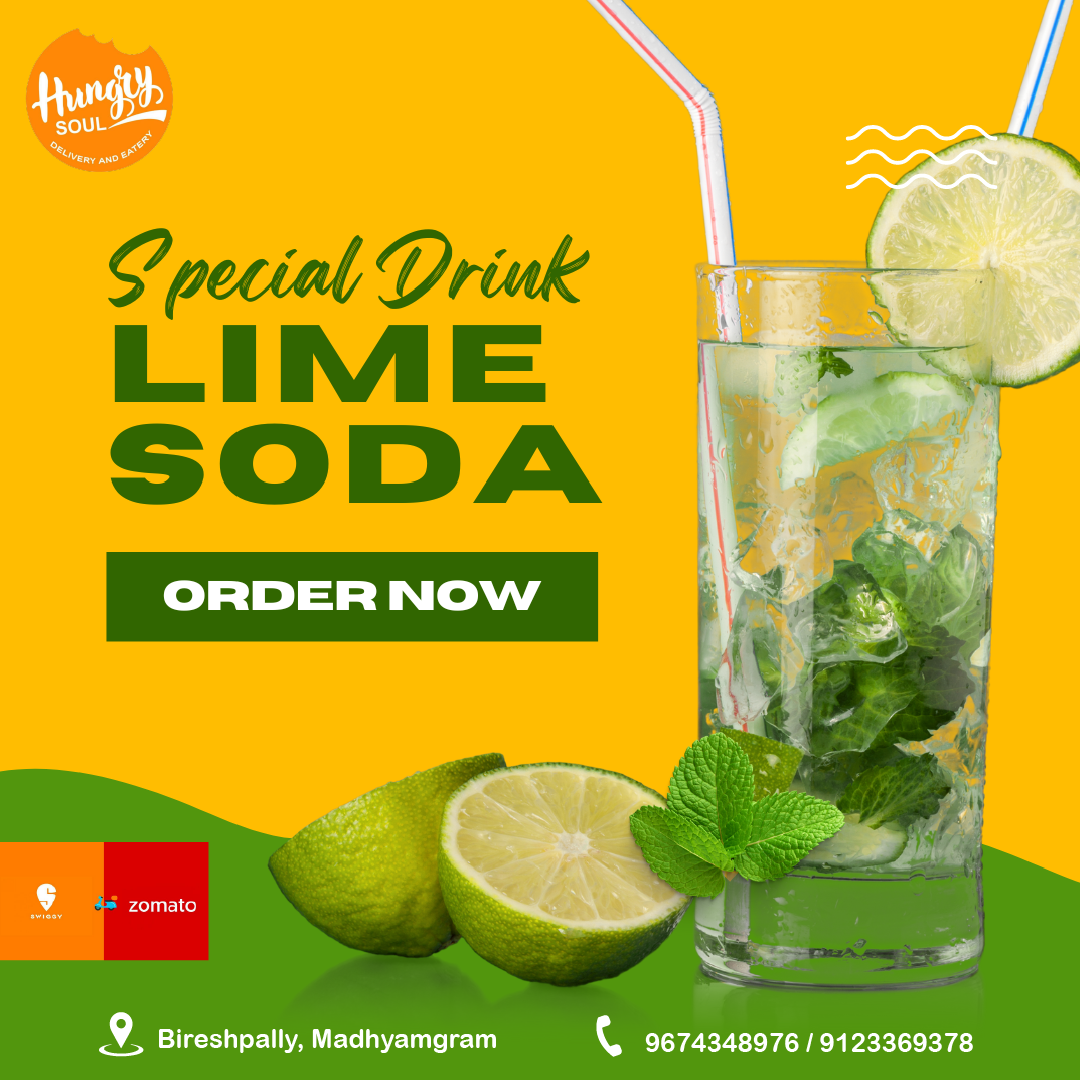 Hungry
SOUL
DELIVERY AND EATERY
Special Drink
LIME
SODA
ORDER NOW
SWIGGY
zomato
Bireshpally, Madhyamgram
9674348976 / 9123369378